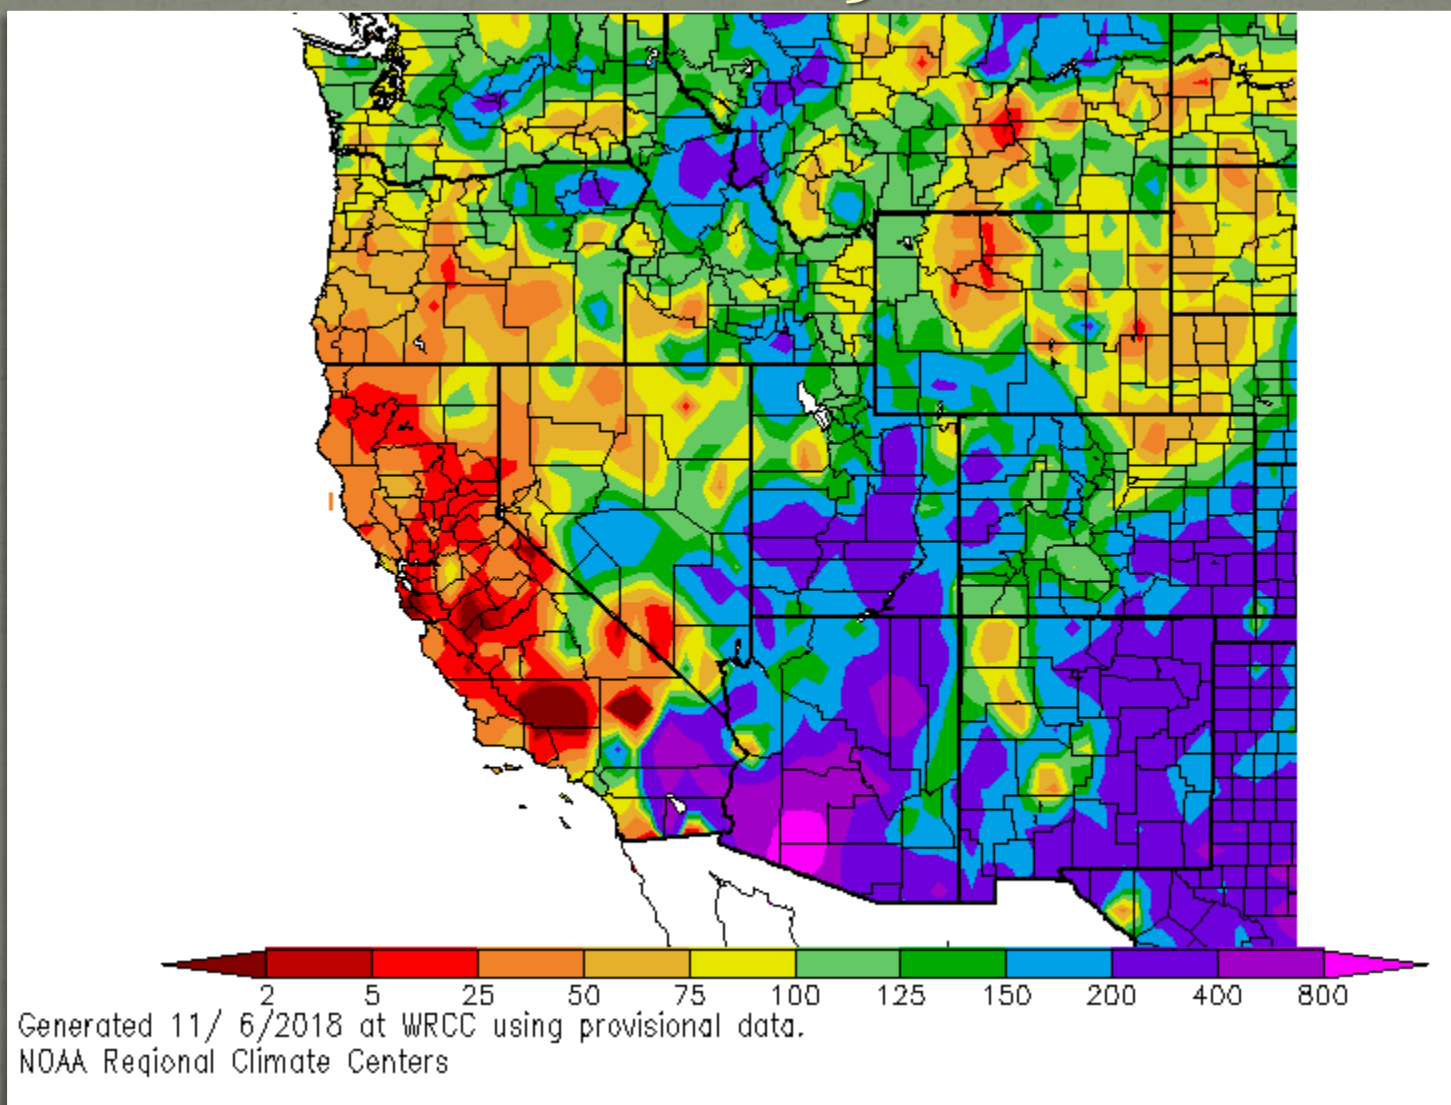 2 5 25 50 75 100 125 150 200 400 800
Generated 11/ 6/2018 at WRCC using provisional data.
NOAA Regional Climate Centers